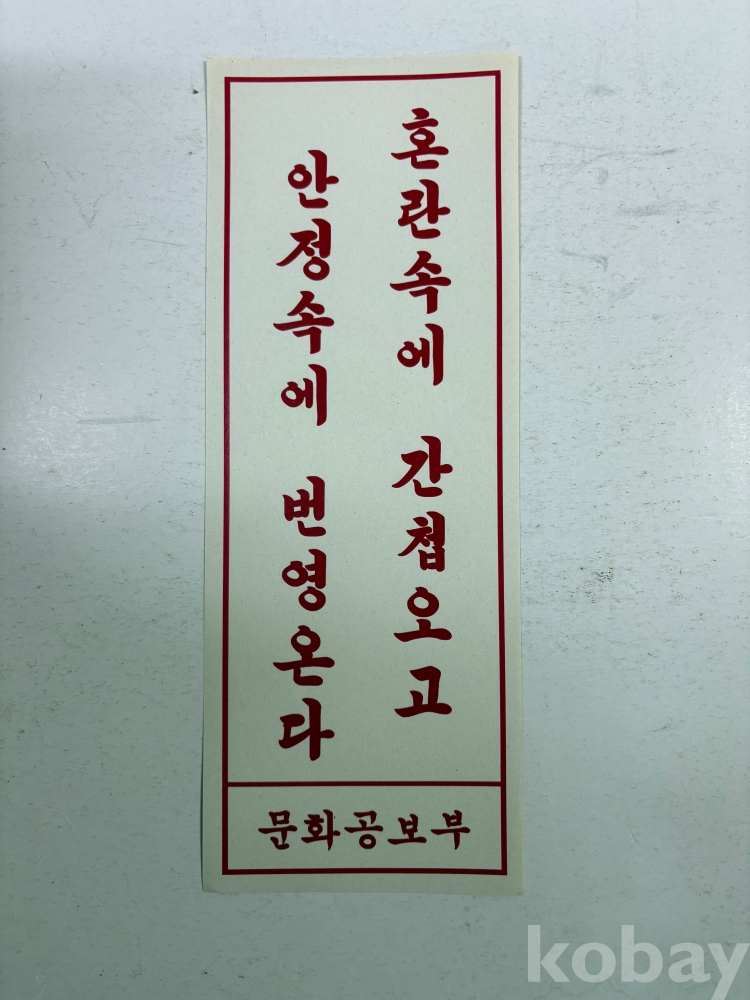 혼란속에 간첩오고
안정속에 번영온다
문화공보부
kobay